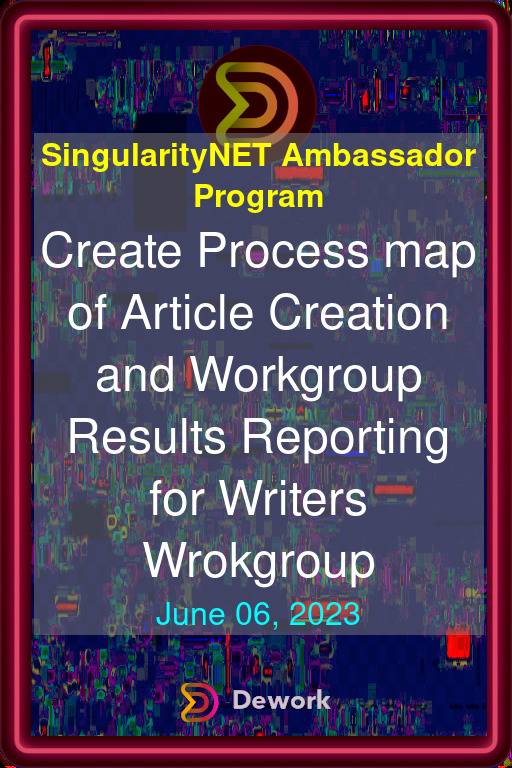 SingularityNET Ambassador
Program
Create Process map
of Article Creation
and Workgroup
Results Reporting
for Writers
Wrokgroup
June 06, 2023
Dework